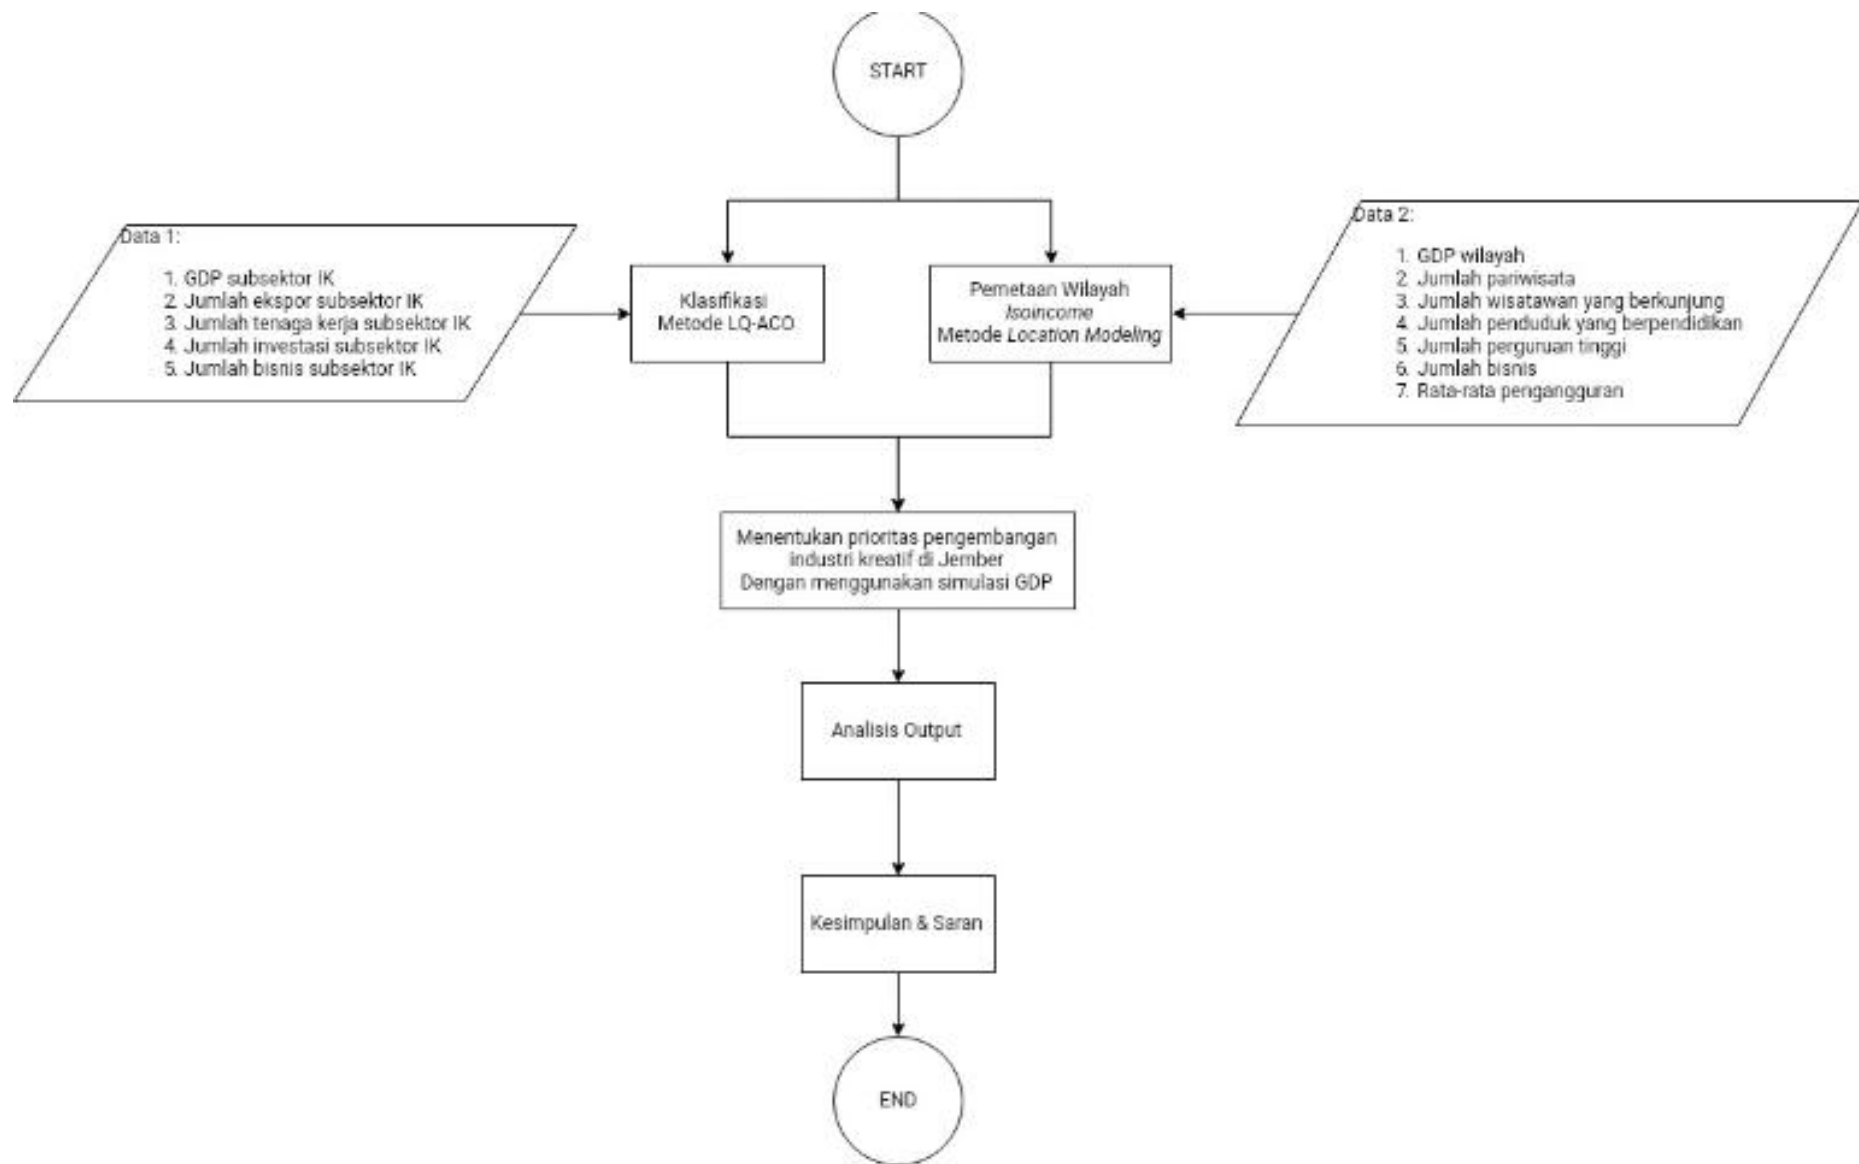 START
Data 1:
1. GDP subsektor IK
2. Jumlah ekspor subsektor IK
3. Jumlah tenaga kerja subsektor IK
4. Jumlah investasi subsektor IK
5. Jumlah bisnis subsektor IK
Klasifikasi
Metode LQ-ACO
Pemetaan Wilayah
Isoincome
Metode Location Modeling
Data 2:
1. GDP wilayah
2. Jumlah pariwisata
3. Jumlah wisatawan yang berkunjung
4. Jumlah penduduk yang berpendidikan
5. Jumlah perguruan tinggi
6. Jumlah bisnis
7. Rata-rata pengangguran
Menentukan prioritas pengembangan
industri kreatif di Jember
Dengan menggunakan simulasi GDP
Analisis Output
Kesimpulan & Saran
END